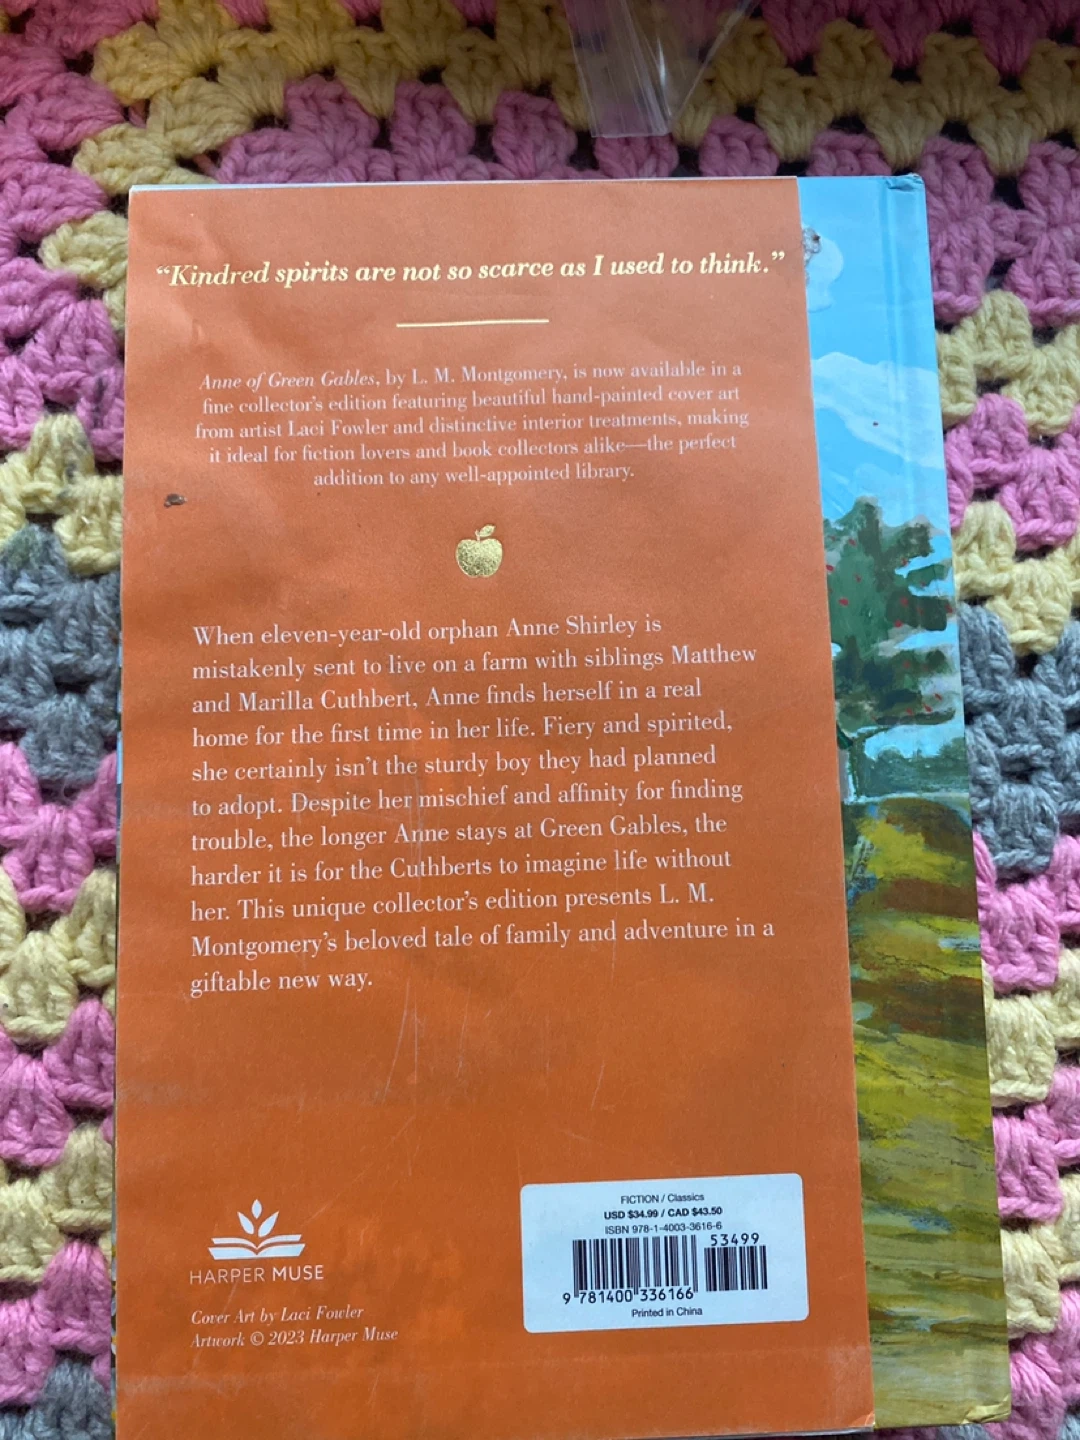 “Kindred spirits are not so scarce as I used to think.”
Anne of Green Gables, by L. M. Montgomery, is now available in a
fine collector’s edition featuring beautiful hand-painted cover art
from artist Laci Fowler and distinctive interior treatments, making
it ideal for fiction lovers and book collectors alike—the perfect
addition to any well-appointed library.
When eleven-year-old orphan Anne Shirley is
mistakenly sent to live on a farm with siblings Matthew
and Marilla Cuthbert, Anne finds herself in a real
home for the first time in her life. Fiery and spirited,
she certainly isn’t the sturdy boy they had planned
to adopt. Despite her mischief and affinity for finding
trouble, the longer Anne stays at Green Gables, the
harder it is for the Cuthberts to imagine life without
her. This unique collector’s edition presents L. M.
Montgomery’s beloved tale of family and adventure in a
giftable new way.
HARPER MUSE
Cover Art by Laci Fowler
Artwork © 2023 Harper Muse
FICTION / Classics
USD $34.99 / CAD $43.50
ISBN 978-1-4003-3616-6
53499
9 781400 336166
Printed in China